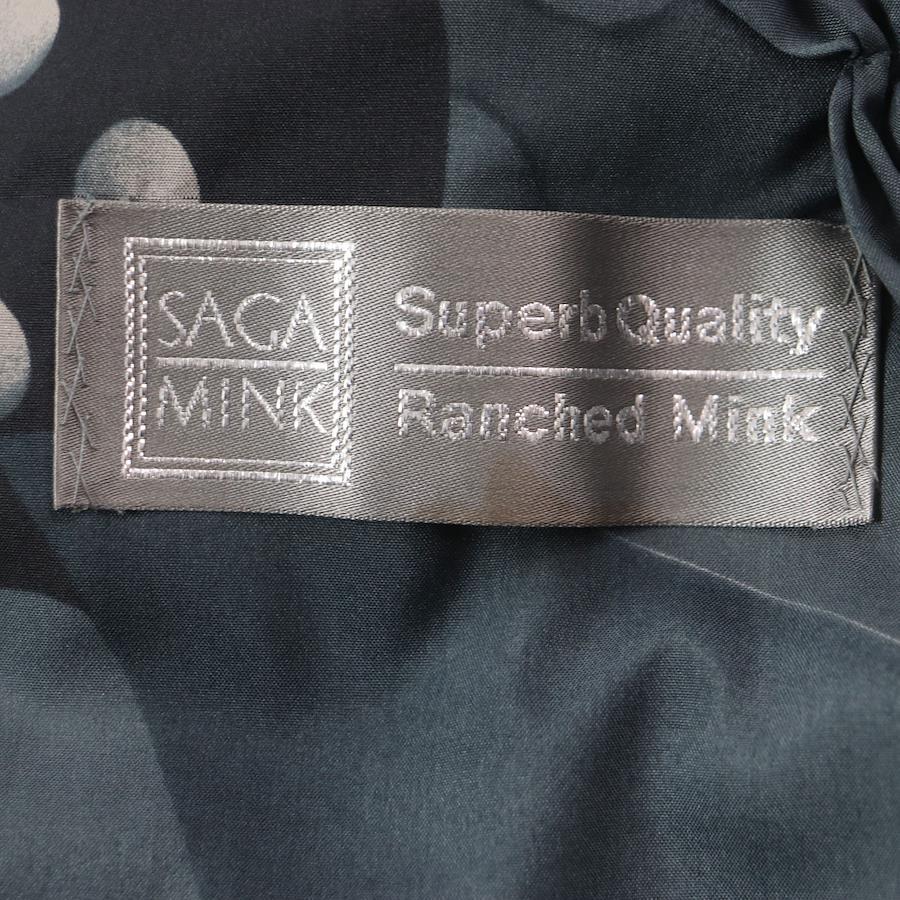 SAGA
MINK
Superb Quality
Ranched Mink